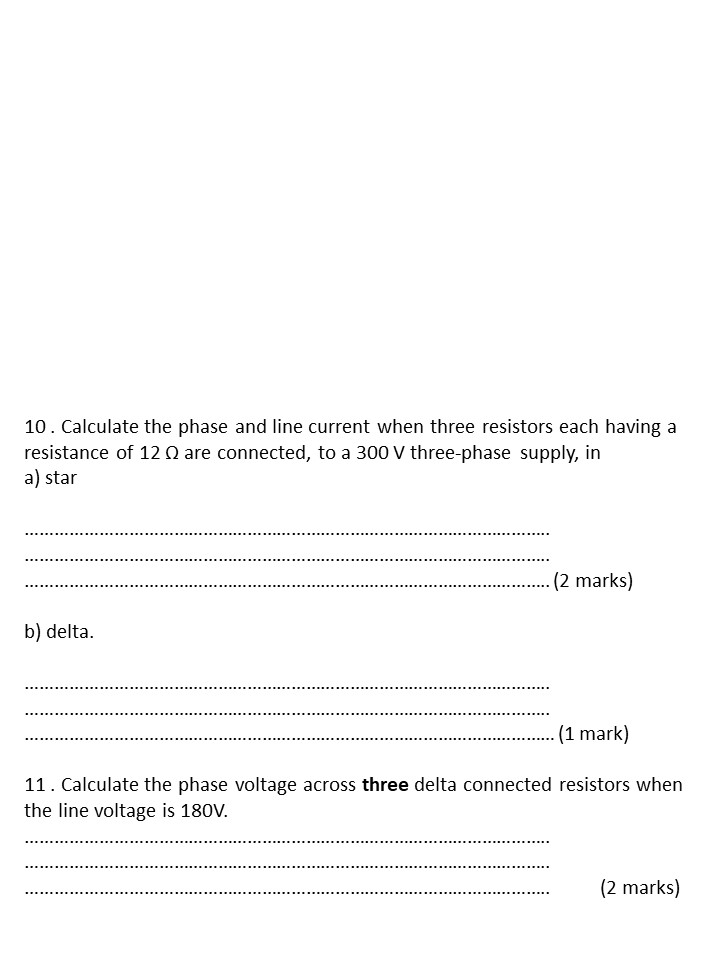 10 . Calculate the phase and line current when three resistors each having a
resistance of 12 Ω are connected, to a 300 V three-phase supply, in
a) star
...........................................................................................................
...........................................................................................................
........................................................................................................... (2 marks)
b) delta.
...........................................................................................................
...........................................................................................................
............................................................................................................ (1 mark)
11 . Calculate the phase voltage across three delta connected resistors when
the line voltage is 180V.
...........................................................................................................
...........................................................................................................
........................................................................................................... (2 marks)